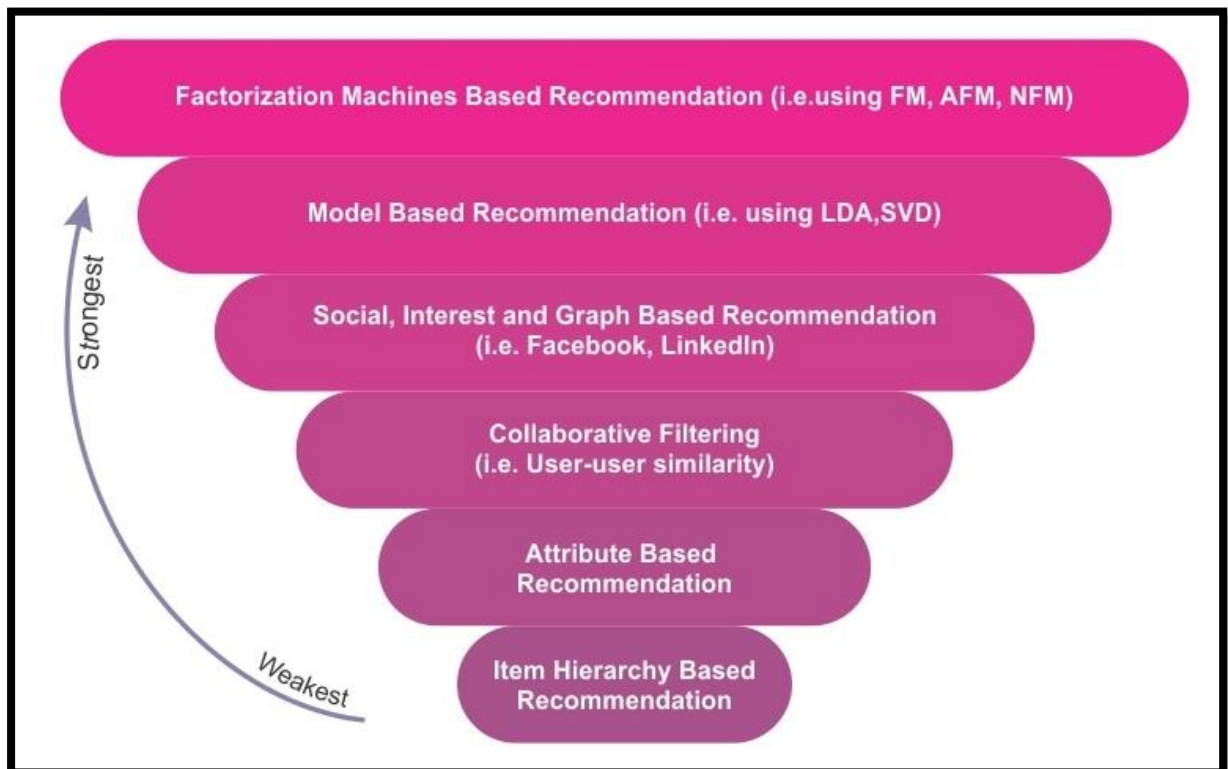 Factorization Machines Based Recommendation (i.e.using FM, AFM, NFM)
Model Based Recommendation (i.e. using LDA,SVD)
Social, Interest and Graph Based Recommendation
(i.e. Facebook, LinkedIn)
Collaborative Filtering
(i.e. User-user similarity)
Attribute Based
Recommendation
Item Hierarchy Based
Recommendation
Strongest
Weakest